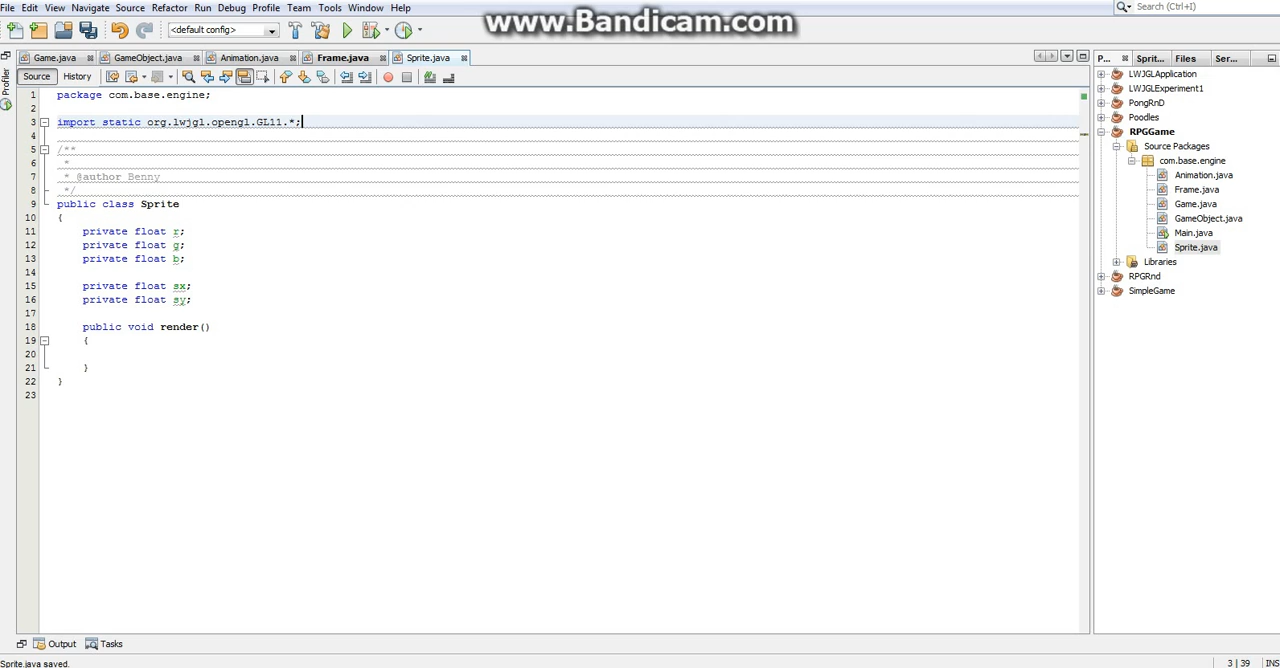 File Edit View Navigate Source Refactor Run Debug Profile Team Tools Window Help
www.Bandicam.com
Search (Ctrl+I)
<default config>
Game.java GameObject.java Animation.java Frame.java Sprite.java
P... Sprit... Files Ser...
Source History
Profiler
1 package com.base.engine;
2
3 import static org.lwjgl.opengl.GL11.*;
4
5 /**
6 *
7 * @author Benny
8 */
9 public class Sprite
10 {
11 private float r;
12 private float g;
13 private float b;
14
15 private float sx;
16 private float sy;
17
18 public void render()
19 {
20
21 }
22 }
23
LWJGLApplication
LWJGLExperiment1
PongRnD
Poodles
RPGGame
Source Packages
com.base.engine
Animation.java
Frame.java
Game.java
GameObject.java
Main.java
Sprite.java
Libraries
RPGRnd
SimpleGame
Output Tasks
Sprite.java saved.
3 | 39 INS